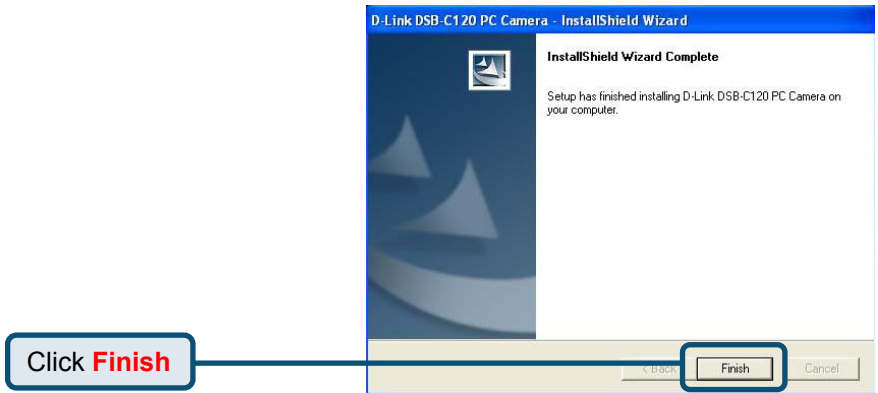 D-Link DSB-C120 PC Camera - InstallShield Wizard
InstallShield Wizard Complete
Setup has finished installing D-Link DSB-C120 PC Camera on
your computer.
Click Finish
< Back
Finish
Cancel